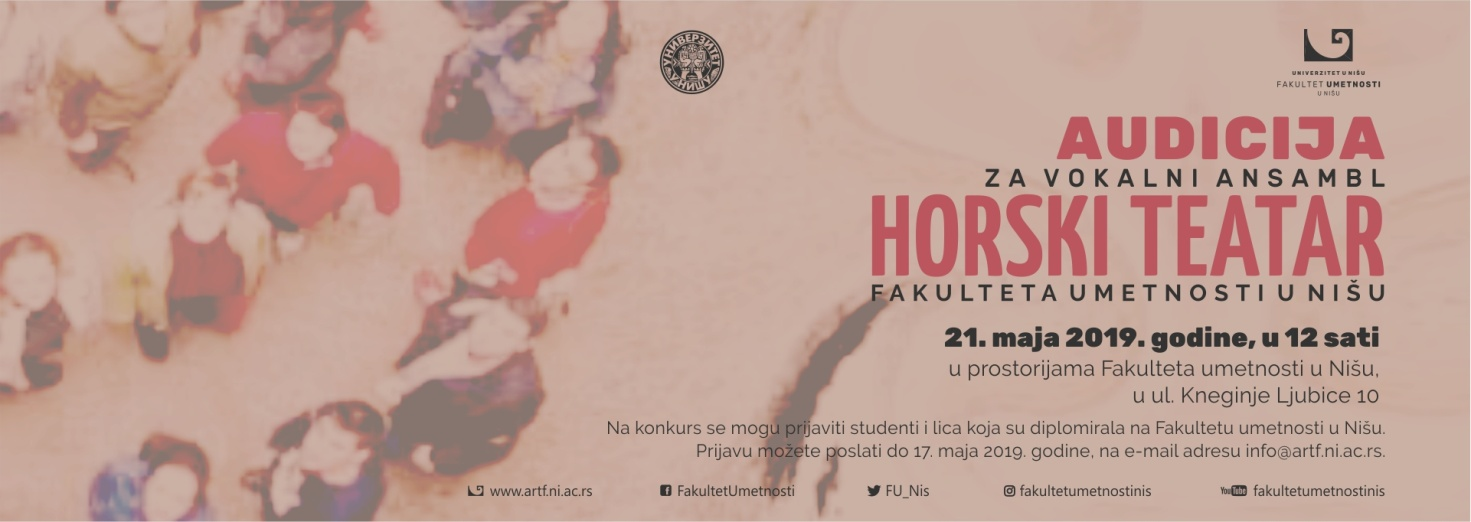 УНИВЕРЗИТЕТ У НИШУ
UNIVERZITET U NIŠU
FAKULTET UMETNOSTI
U NIŠU
AUDICIJA
ZA VOKALNI ANSAMBL
HORSKI TEATAR
FAKULTETA UMETNOSTI U NIŠU
21. maja 2019. godine, u 12 sati
u prostorijama Fakulteta umetnosti u Nišu,
u ul. Kneginje Ljubice 10
Na konkurs se mogu prijaviti studenti i lica koja su diplomirala na Fakultetu umetnosti u Nišu.
Prijavu možete poslati do 17. maja 2019. godine, na e-mail adresu info@artf.ni.ac.rs.
www.artf.ni.ac.rs FakultetUmetnosti FU_Nis fakultetumetnostinis YouTube fakultetumetnostinis